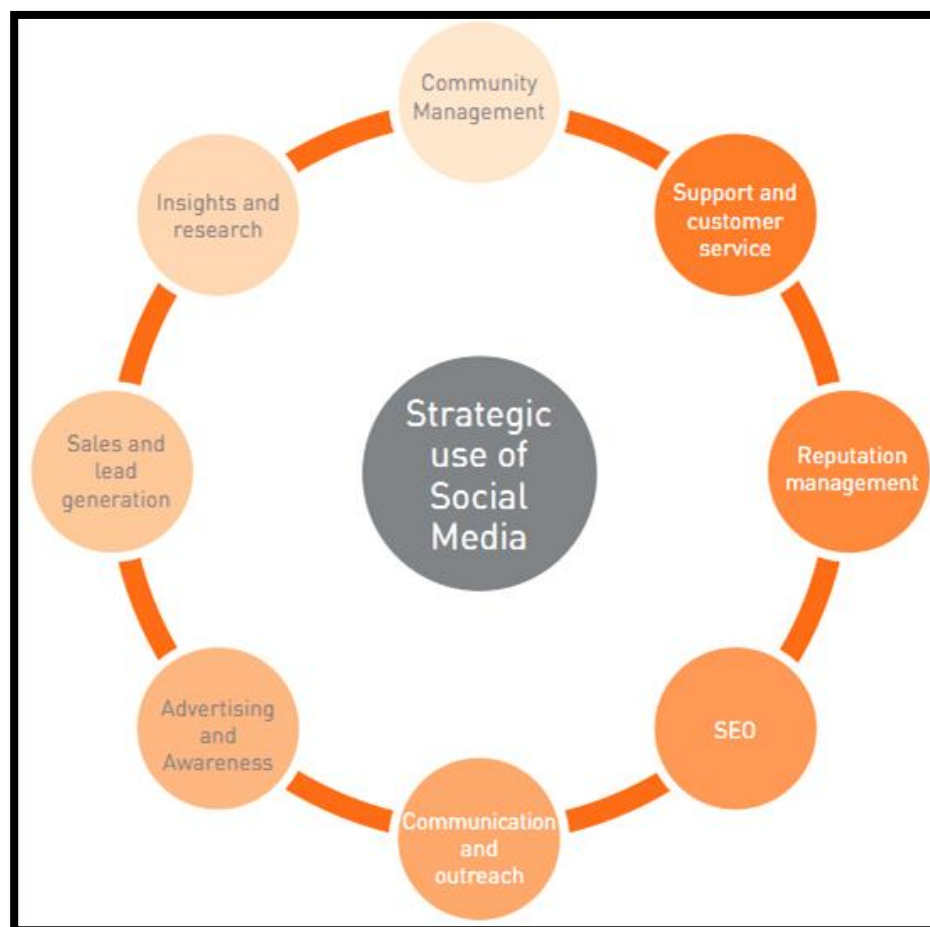 Community
Management
Support and
customer
service
Reputation
management
SEO
Communication
and
outreach
Advertising
and
Awareness
Sales and
lead
generation
Insights and
research
Strategic
use of
Social
Media